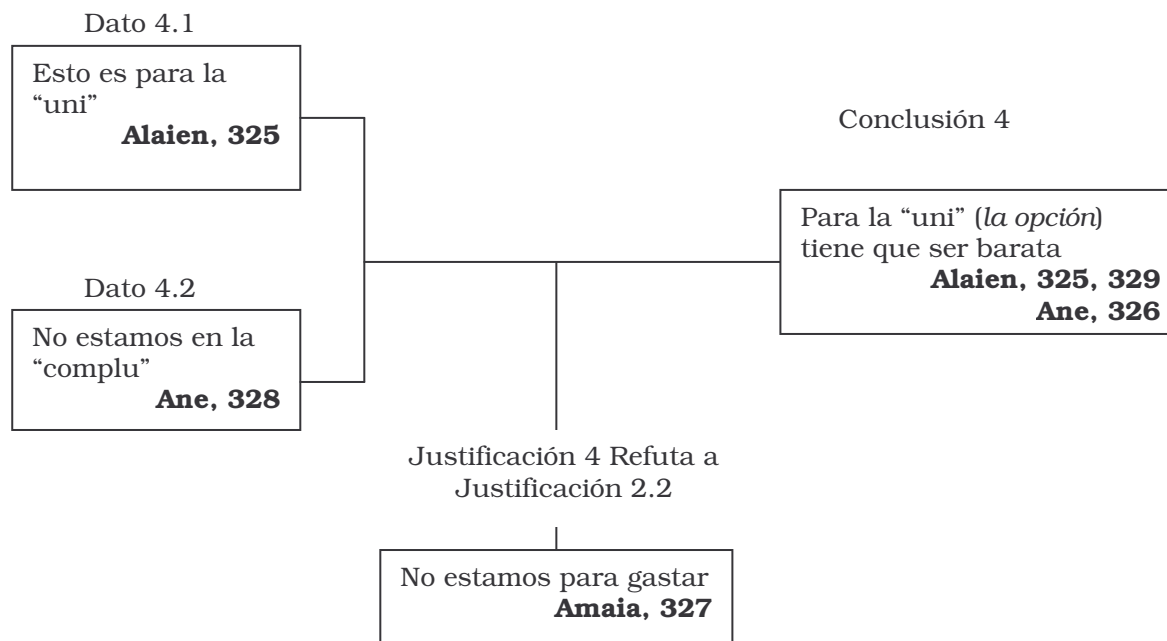 Dato 4.1
Esto es para la
“uni”
Alaien, 325
Conclusión 4
Para la “uni” (la opción)
tiene que ser barata
Alaien, 325, 329
Ane, 326
Dato 4.2
No estamos en la
“complu”
Ane, 328
Justificación 4 Refuta a
Justificación 2.2
No estamos para gastar
Amaia, 327